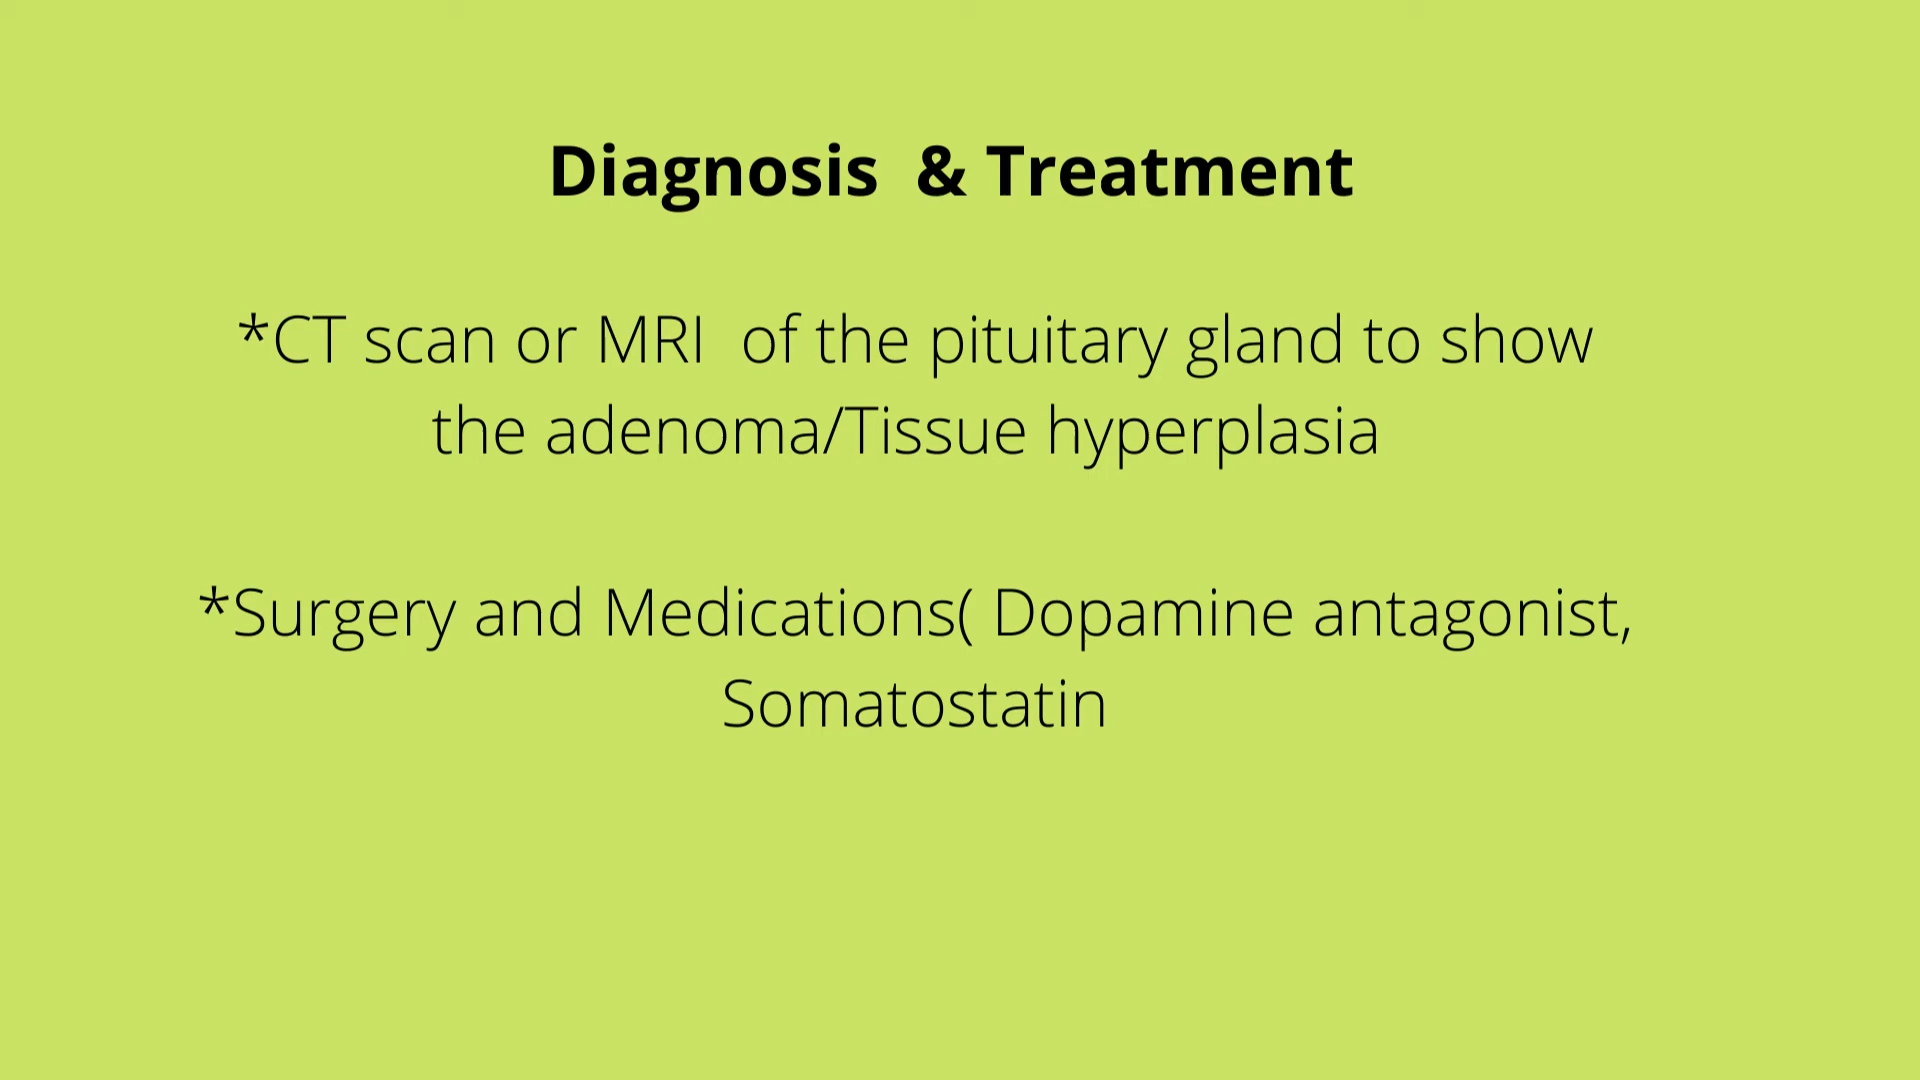 Diagnosis  & Treatment
*CT scan or MRI  of the pituitary gland to show
the adenoma/Tissue hyperplasia
*Surgery and Medications( Dopamine antagonist,
Somatostatin